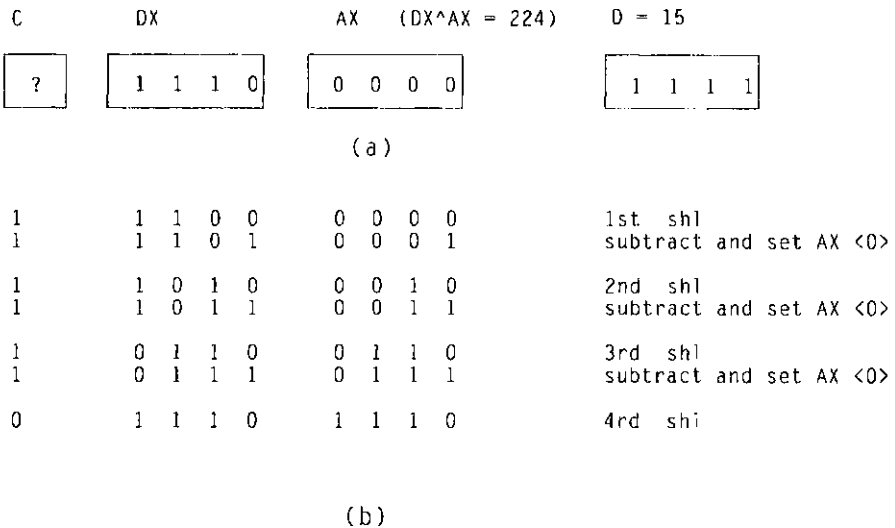 C DX AX (DX^AX = 224) D = 15
? 1 1 1 0 0 0 0 0 1 1 1 1
(a)
1 1 1 0 0 0 0 0 0 1st shl
1 1 1 0 1 0 0 0 1 subtract and set AX <0>
1 1 0 1 0 0 0 1 0 2nd shl
1 1 0 1 1 0 0 1 1 subtract and set AX <0>
1 0 1 1 0 0 1 1 0 3rd shl
1 0 1 1 1 0 1 1 1 subtract and set AX <0>
0 1 1 1 0 1 1 1 0 4rd shl
(b)